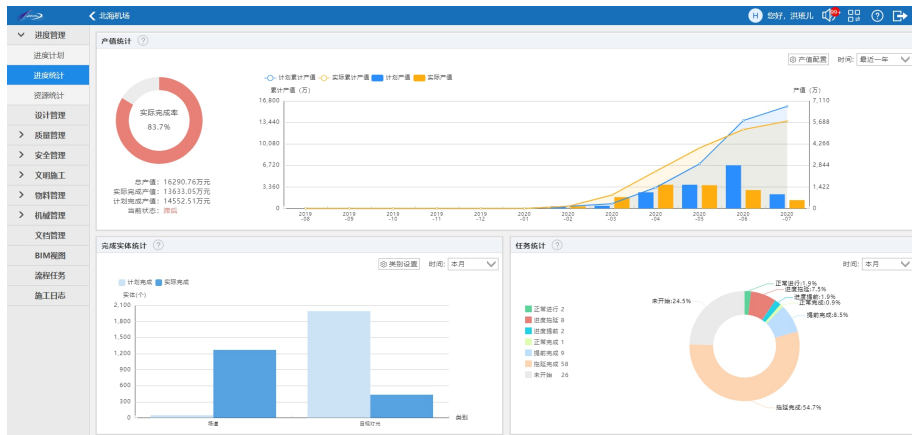 北海机场
H 您好，洪琥儿 99+
进度管理
进度计划
进度统计
资源统计
设计管理
质量管理
安全管理
文明施工
物料管理
机械管理
文档管理
BIM视图
流程任务
施工日志
产值统计 ?
产值配置 时间: 最近一年
计划累计产值 实际累计产值 计划产值 实际产值
累计产值（万） 产值（万）
16,800 7,110
13,440 5,688
10,080 4,266
6,720 2,844
3,360 1,422
0 0
2019-08 2019-09 2019-10 2019-11 2019-12 2020-01 2020-02 2020-03 2020-04 2020-05 2020-06 2020-07
实际完成率
83.7%
总产值: 16290.76万元
实际完成产值: 13633.05万元
计划完成产值: 14552.51万元
当前状态: 滞后
完成实体统计 ?
类别设置 时间: 本月
计划完成 实际完成
实体(个)
2,100
1,800
1,500
1,200
900
600
300
0
场道 目视灯光 类别
任务统计 ?
时间: 本月
正常进行 2
进度拖延 8
进度提前 2
正常完成 1
提前完成 9
拖延完成 58
未开始 26
正常进行:1.9%
进度拖延:7.5%
进度提前:1.9%
正常完成:0.9%
提前完成:8.5%
未开始:24.5%
拖延完成:54.7%